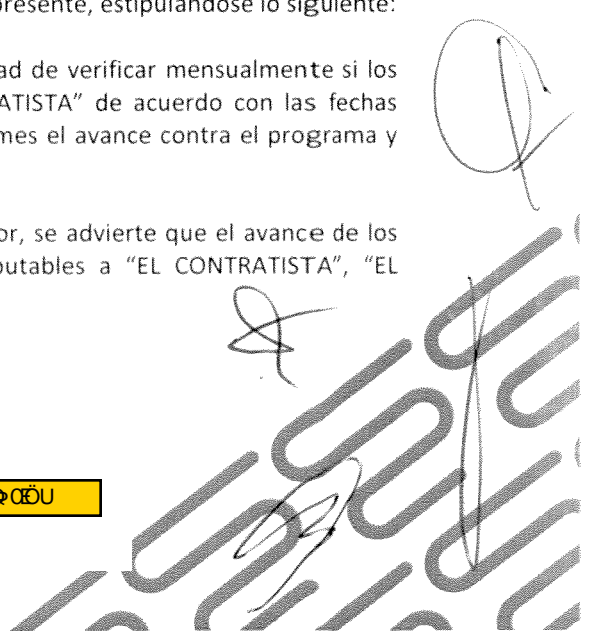 presente, estipulándose lo siguiente:
ad de verificar mensualmente si los
ATISTA” de acuerdo con las fechas
mes el avance contra el programa y
or, se advierte que el avance de los
putables a “EL CONTRATISTA”, “EL